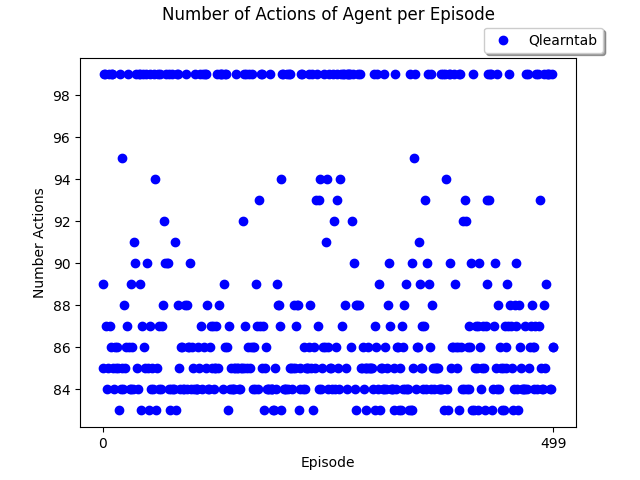 Number of Actions of Agent per Episode
Qlearntab
98
96
94
92
90
88
86
84
Number Actions
0
499
Episode